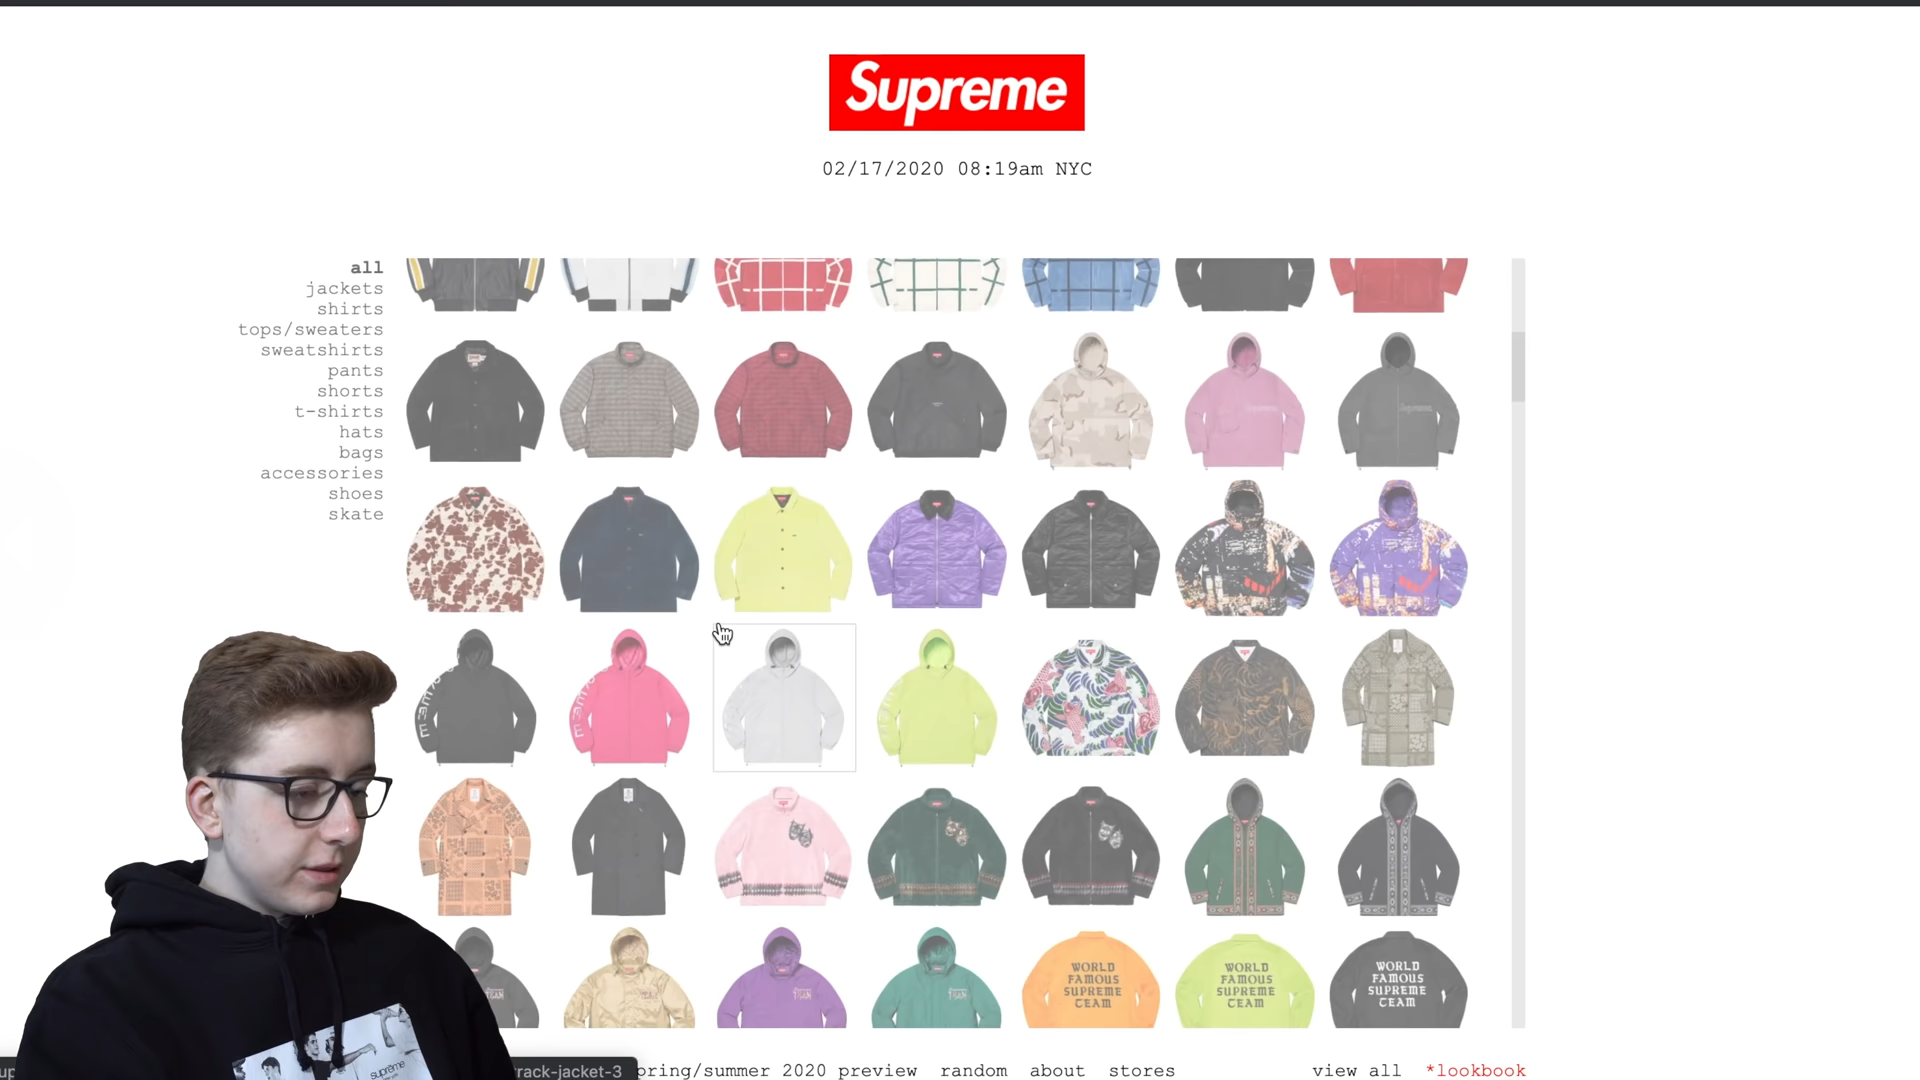 Supreme
02/17/2020 08:19am NYC
all
jackets
shirts
tops/sweaters
sweatshirts
pants
shorts
t-shirts
hats
bags
accessories
shoes
skate
WORLD
FAMOUS
SUPREME
TEAM
WORLD
FAMOUS
SUPREME
TEAM
WORLD
FAMOUS
SUPREME
TEAM
supreme
rack-jacket-3
pring/summer 2020 preview random about stores
view all *lookbook